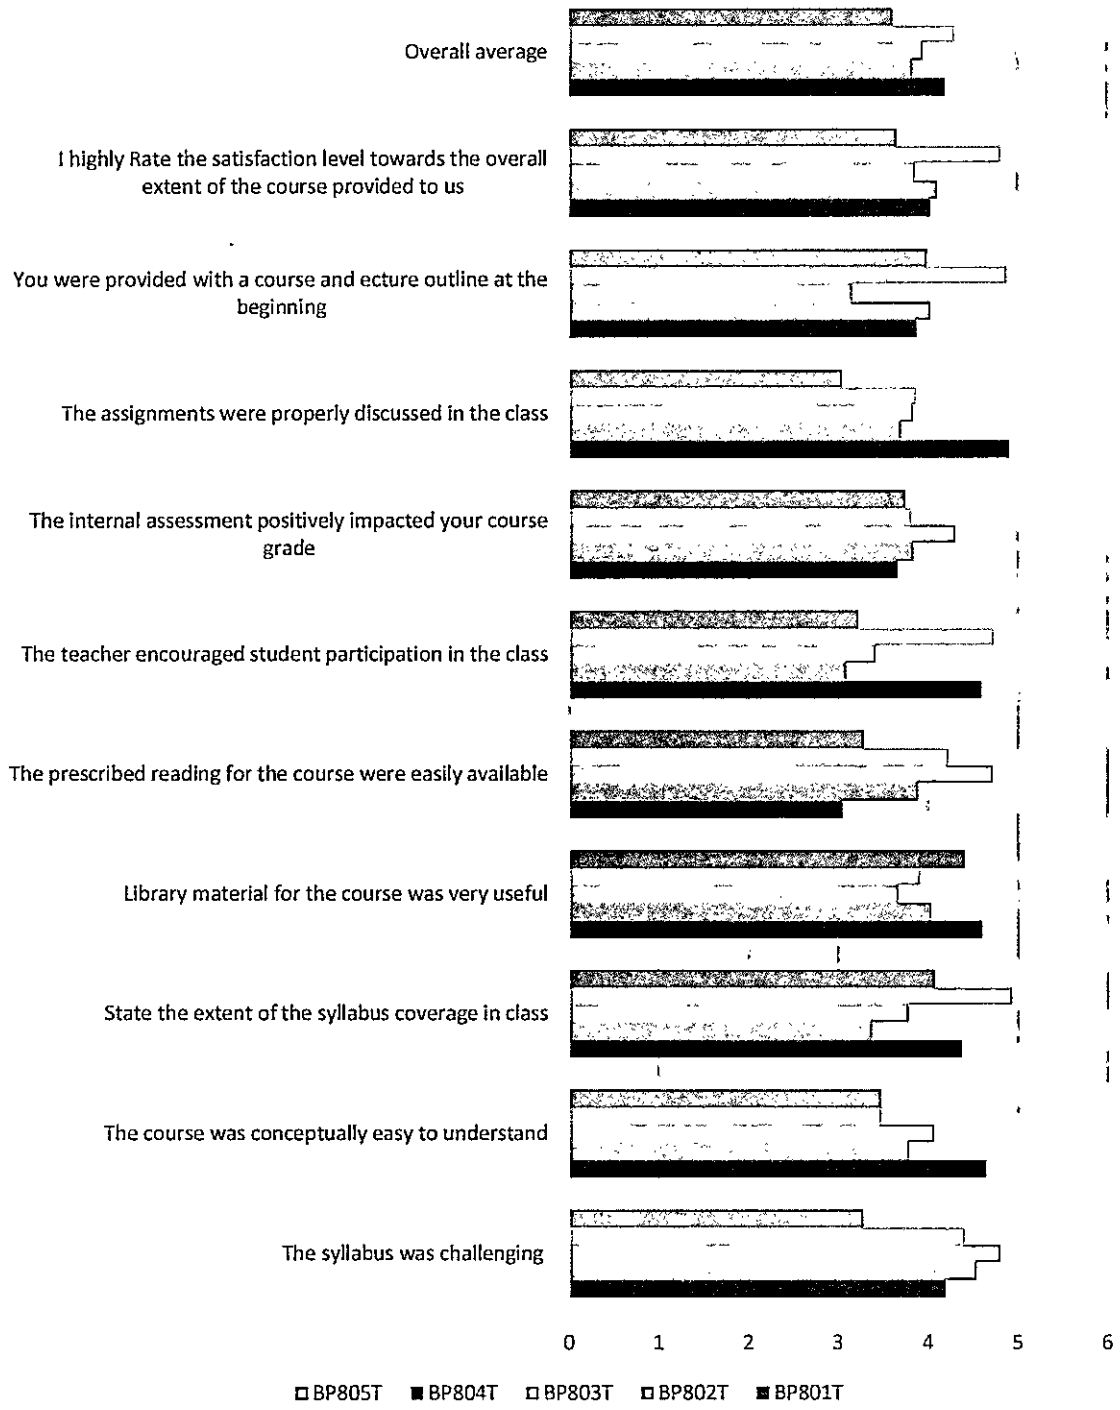 Overall average
I highly Rate the satisfaction level towards the overall
extent of the course provided to us
You were provided with a course and ecture outline at the
beginning
The assignments were properly discussed in the class
The internal assessment positively impacted your course
grade
The teacher encouraged student participation in the class
The prescribed reading for the course were easily available
Library material for the course was very useful
State the extent of the syllabus coverage in class
The course was conceptually easy to understand
The syllabus was challenging
0 1 2 3 4 5 6
BP805T BP804T BP803T BP802T BP801T